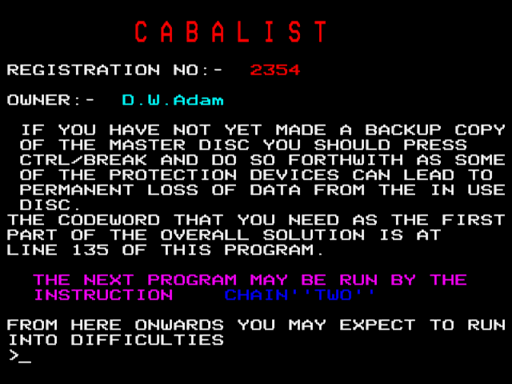 C A B A L I S T
REGISTRATION NO:- 2354
OWNER:- D.W.Adam
IF YOU HAVE NOT YET MADE A BACKUP COPY
OF THE MASTER DISC YOU SHOULD PRESS
CTRL/BREAK AND DO SO FORTHWITH AS SOME
OF THE PROTECTION DEVICES CAN LEAD TO
PERMANENT LOSS OF DATA FROM THE IN USE
DISC.
THE CODEWORD THAT YOU NEED AS THE FIRST
PART OF THE OVERALL SOLUTION IS AT
LINE 135 OF THIS PROGRAM.
THE NEXT PROGRAM MAY BE RUN BY THE
INSTRUCTION CHAIN''TWO''
FROM HERE ONWARDS YOU MAY EXPECT TO RUN
INTO DIFFICULTIES
>_